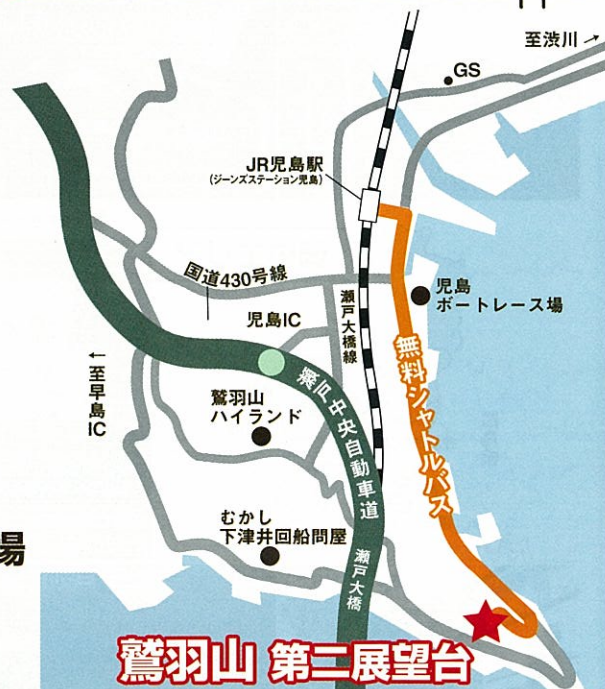 至渋川
GS
JR児島駅
(ジーンズステーション児島)
国道430号線
瀬戸大橋線
児島
ボートレース場
児島IC
←至早島IC
鷲羽山
ハイランド
瀬戸中央自動車道
無料シャトルバス
むかし
下津井回船問屋
瀬戸大橋
場
鷲羽山 第二展望台